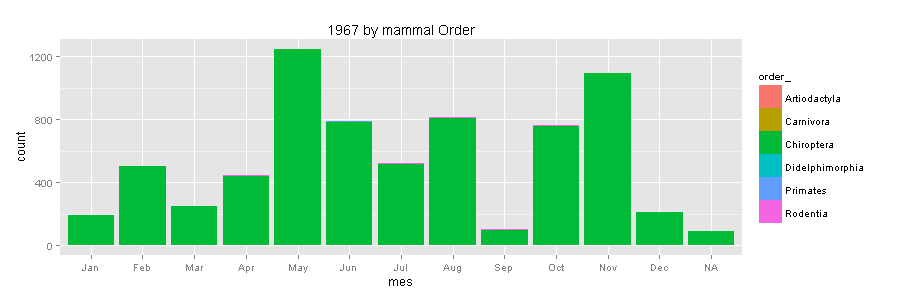 1967 by mammal Order
1200
800
400
0
count
Jan Feb Mar Apr May Jun Jul Aug Sep Oct Nov Dec NA
mes
order_
Artiodactyla
Carnivora
Chiroptera
Didelphimorphia
Primates
Rodentia